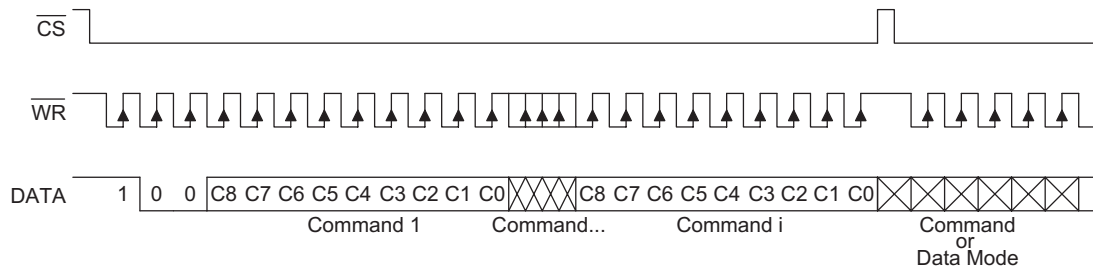 CS
WR
DATA 1 0 0 C8 C7 C6 C5 C4 C3 C2 C1 C0 C8 C7 C6 C5 C4 C3 C2 C1 C0
Command 1 Command... Command i Command
or
Data Mode